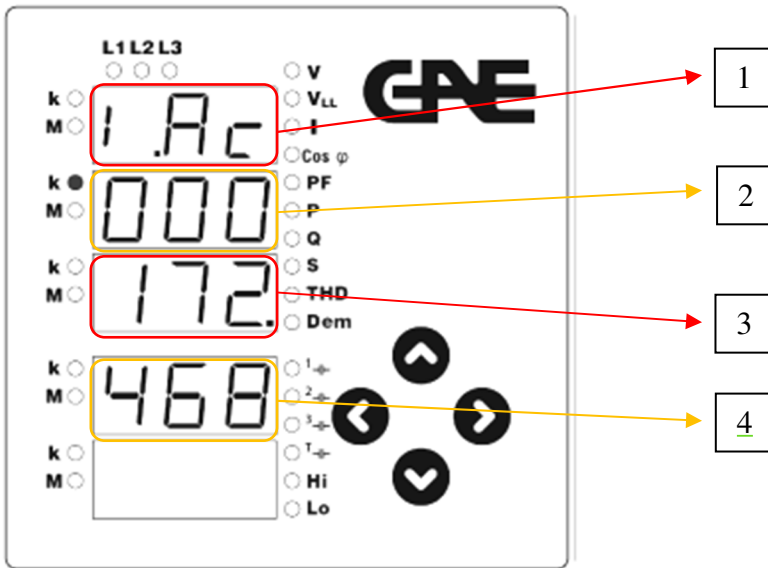 L1 L2 L3
V
k
VLL
M
I
Cos φ
1.Ac
GAE
k
PF
M
P
Q
000
k
S
M
THD
Dem
172.
k
1
M
2
3
468
k
T
M
Hi
Lo
1
2
3
4